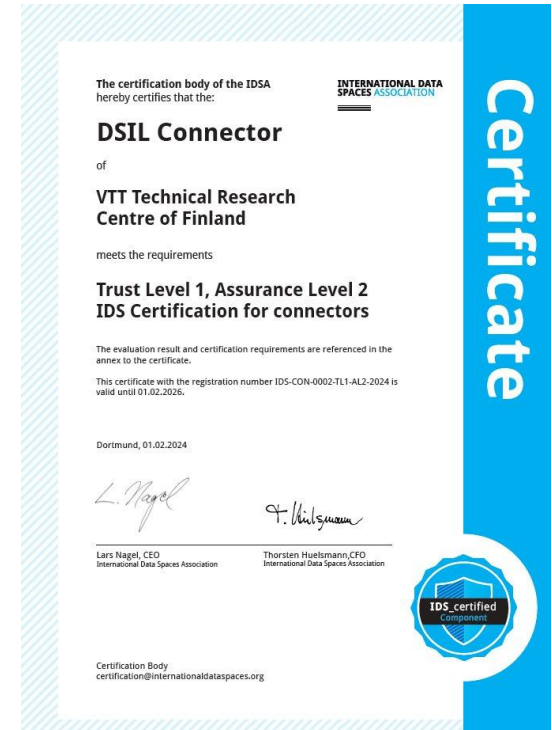 The certification body of the IDSA
hereby certifies that the:
INTERNATIONAL DATA
SPACES ASSOCIATION
DSIL Connector
of
VTT Technical Research
Centre of Finland
meets the requirements
Trust Level 1, Assurance Level 2
IDS Certification for connectors
The evaluation result and certification requirements are referenced in the
annex to the certificate.
This certificate with the registration number IDS-CON-0002-TL1-AL2-2024 is
valid until 01.02.2026.
Dortmund, 01.02.2024
L. Nagel
T. Hülsmann
Lars Nagel, CEO
International Data Spaces Association
Thorsten Huelsmann,CFO
International Data Spaces Association
Certification Body
certification@internationaldataspaces.org
Certificate
IDS_certified
Component